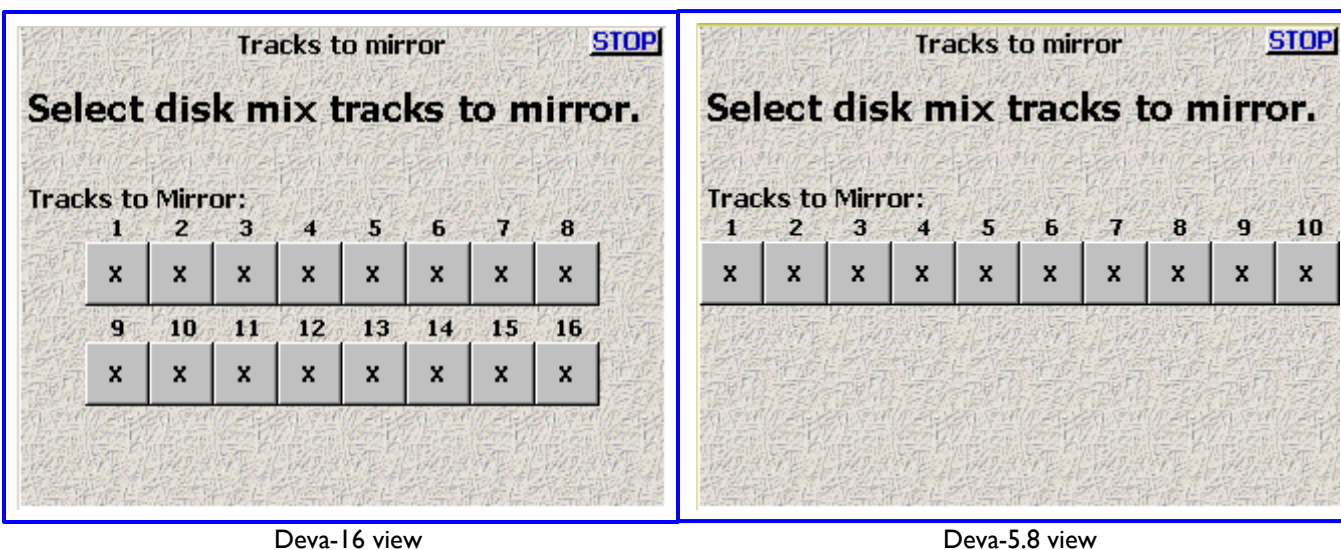 Tracks to mirror STOP
Select disk mix tracks to mirror.
Tracks to Mirror:
1 2 3 4 5 6 7 8
x x x x x x x x
9 10 11 12 13 14 15 16
x x x x x x x x
Deva-16 view
Tracks to mirror STOP
Select disk mix tracks to mirror.
Tracks to Mirror:
1 2 3 4 5 6 7 8 9 10
x x x x x x x x x x
Deva-5.8 view